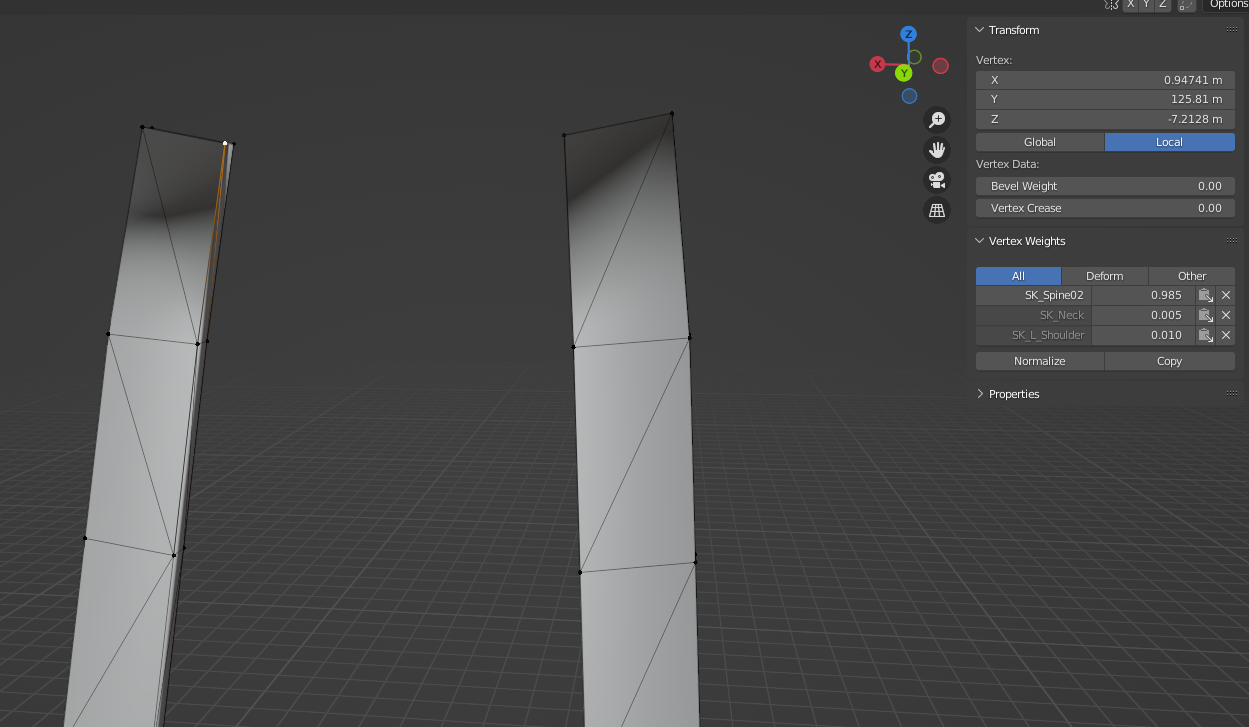 X Y Z Options
Z
X
Y
Transform
Vertex:
X 0.94741 m
Y 125.81 m
Z -7.2128 m
Global Local
Vertex Data:
Bevel Weight 0.00
Vertex Crease 0.00
Vertex Weights
All Deform Other
SK_Spine02 0.985
SK_Neck 0.005
SK_L_Shoulder 0.010
Normalize Copy
Properties